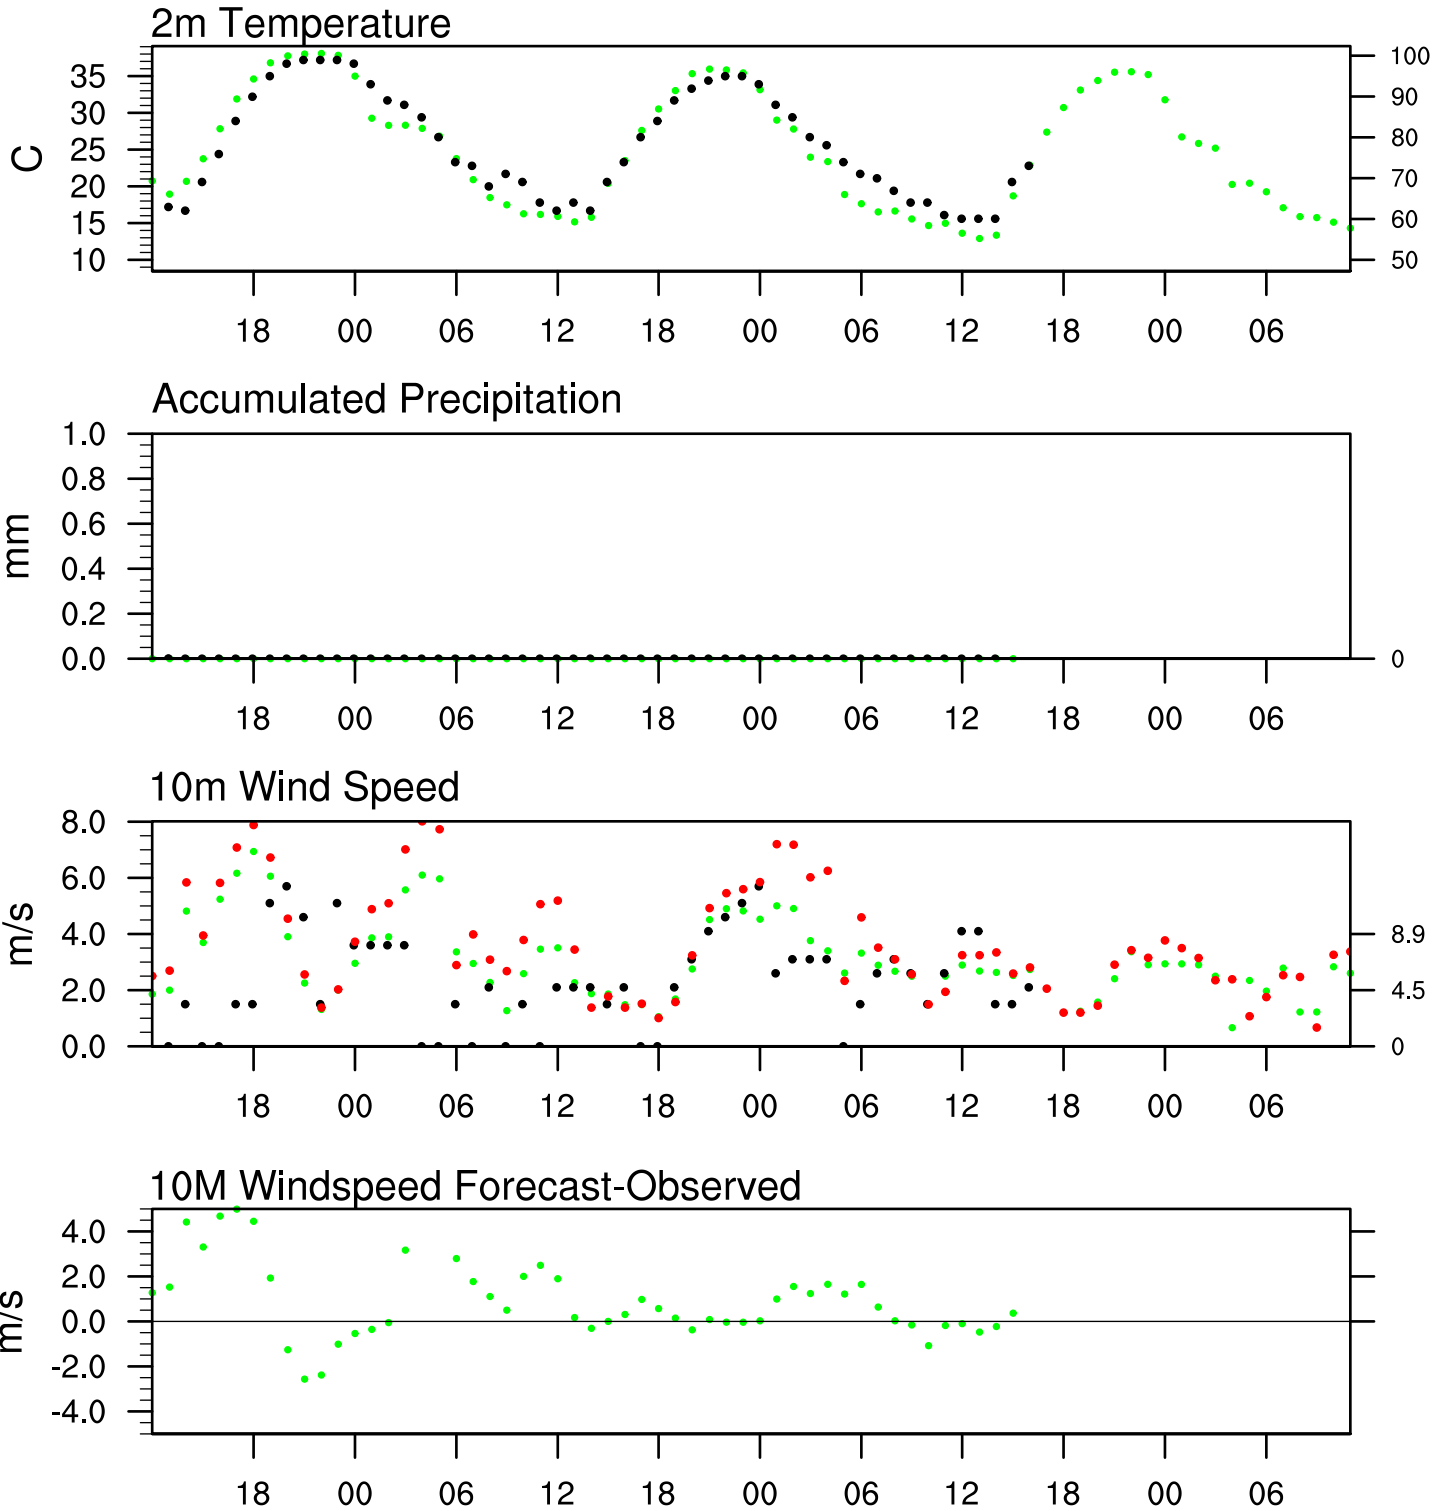 2m Temperature
C
35 100
30 90
25 80
20 70
15 60
10 50
18 00 06 12 18 00 06 12 18 00 06
Accumulated Precipitation
mm
1.0
0.8
0.6
0.4
0.2
0.0 0
18 00 06 12 18 00 06 12 18 00 06
10m Wind Speed
m/s
8.0
6.0
4.0 8.9
2.0 4.5
0.0 0
18 00 06 12 18 00 06 12 18 00 06
10M Windspeed Forecast-Observed
m/s
4.0
2.0
0.0
-2.0
-4.0
18 00 06 12 18 00 06 12 18 00 06